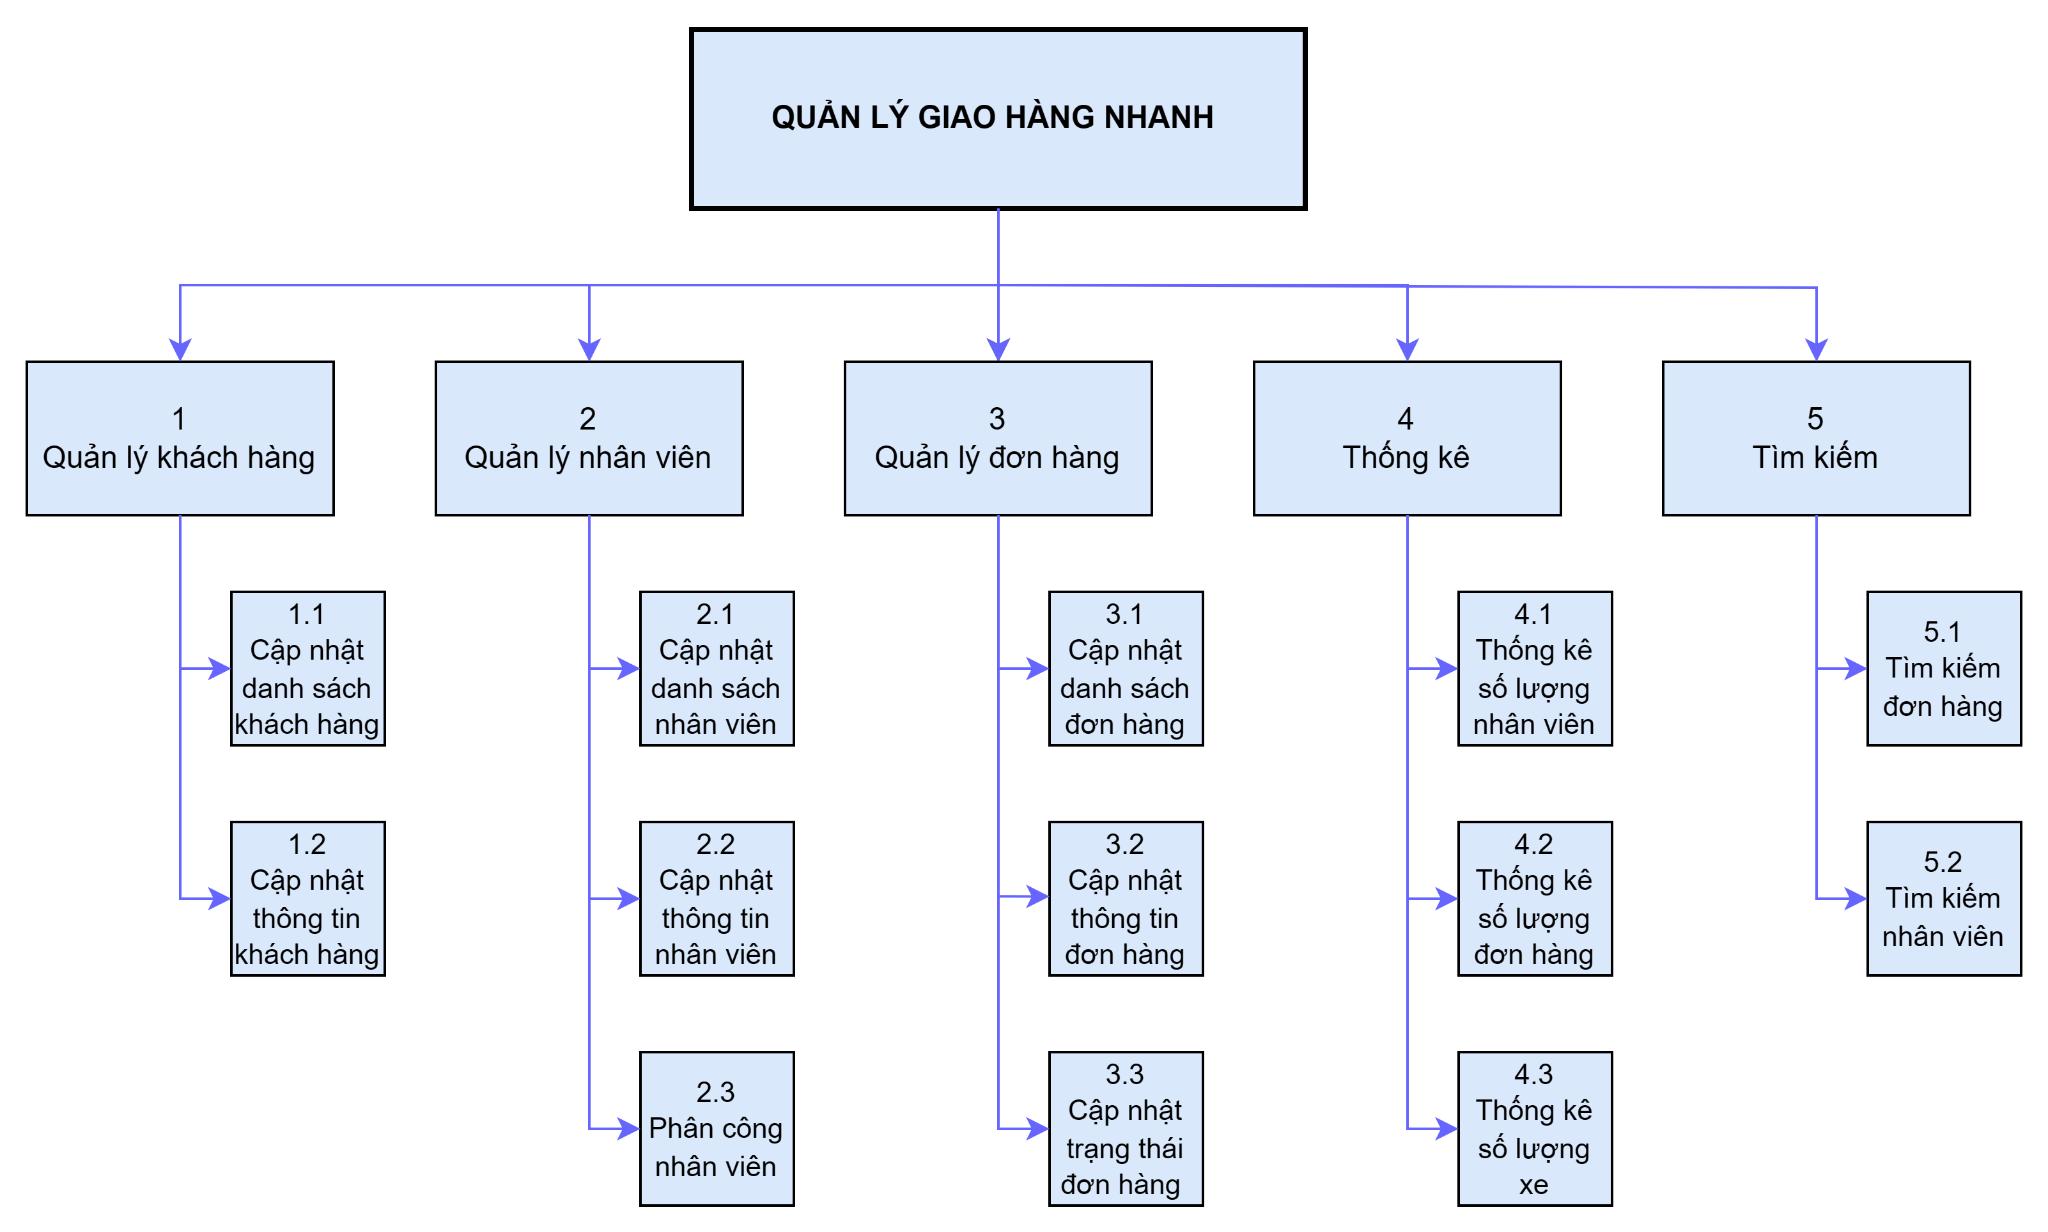 QUẢN LÝ GIAO HÀNG NHANH
1
Quản lý khách hàng
2
Quản lý nhân viên
3
Quản lý đơn hàng
4
Thống kê
5
Tìm kiếm
1.1
Cập nhật
danh sách
khách hàng
2.1
Cập nhật
danh sách
nhân viên
3.1
Cập nhật
danh sách
đơn hàng
4.1
Thống kê
số lượng
nhân viên
5.1
Tìm kiếm
đơn hàng
1.2
Cập nhật
thông tin
khách hàng
2.2
Cập nhật
thông tin
nhân viên
3.2
Cập nhật
thông tin
đơn hàng
4.2
Thống kê
số lượng
đơn hàng
5.2
Tìm kiếm
nhân viên
2.3
Phân công
nhân viên
3.3
Cập nhật
trạng thái
đơn hàng
4.3
Thống kê
số lượng
xe